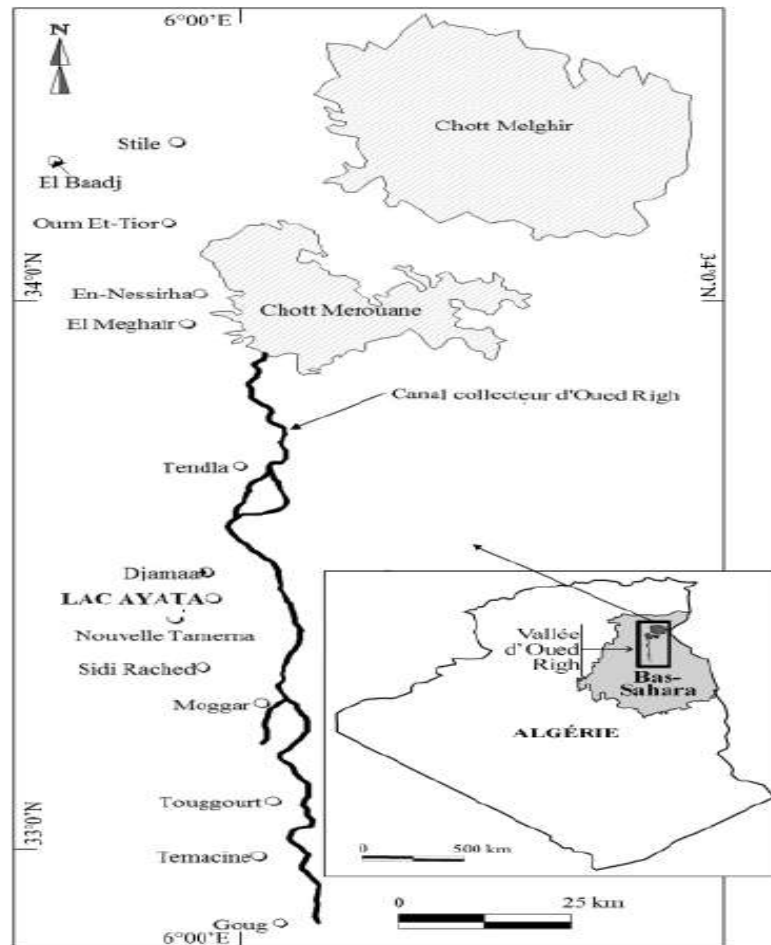 6°00'E
N
Chott Melghir
Stile
El Baadj
Oum Et-Tior
34°0'N
34°0'N
En-Nessirha
Chott Merouane
El Meghair
Canal collecteur d'Oued Righ
Tendla
Djamaa
LAC AYATA
Nouvelle Tamerna
Sidi Rached
Moggar
Vallée
d'Oued
Righ
Bas-
Sahara
ALGÉRIE
Touggourt
33°0'N
0 500 km
Temacine
0 25 km
Goug
6°00'E